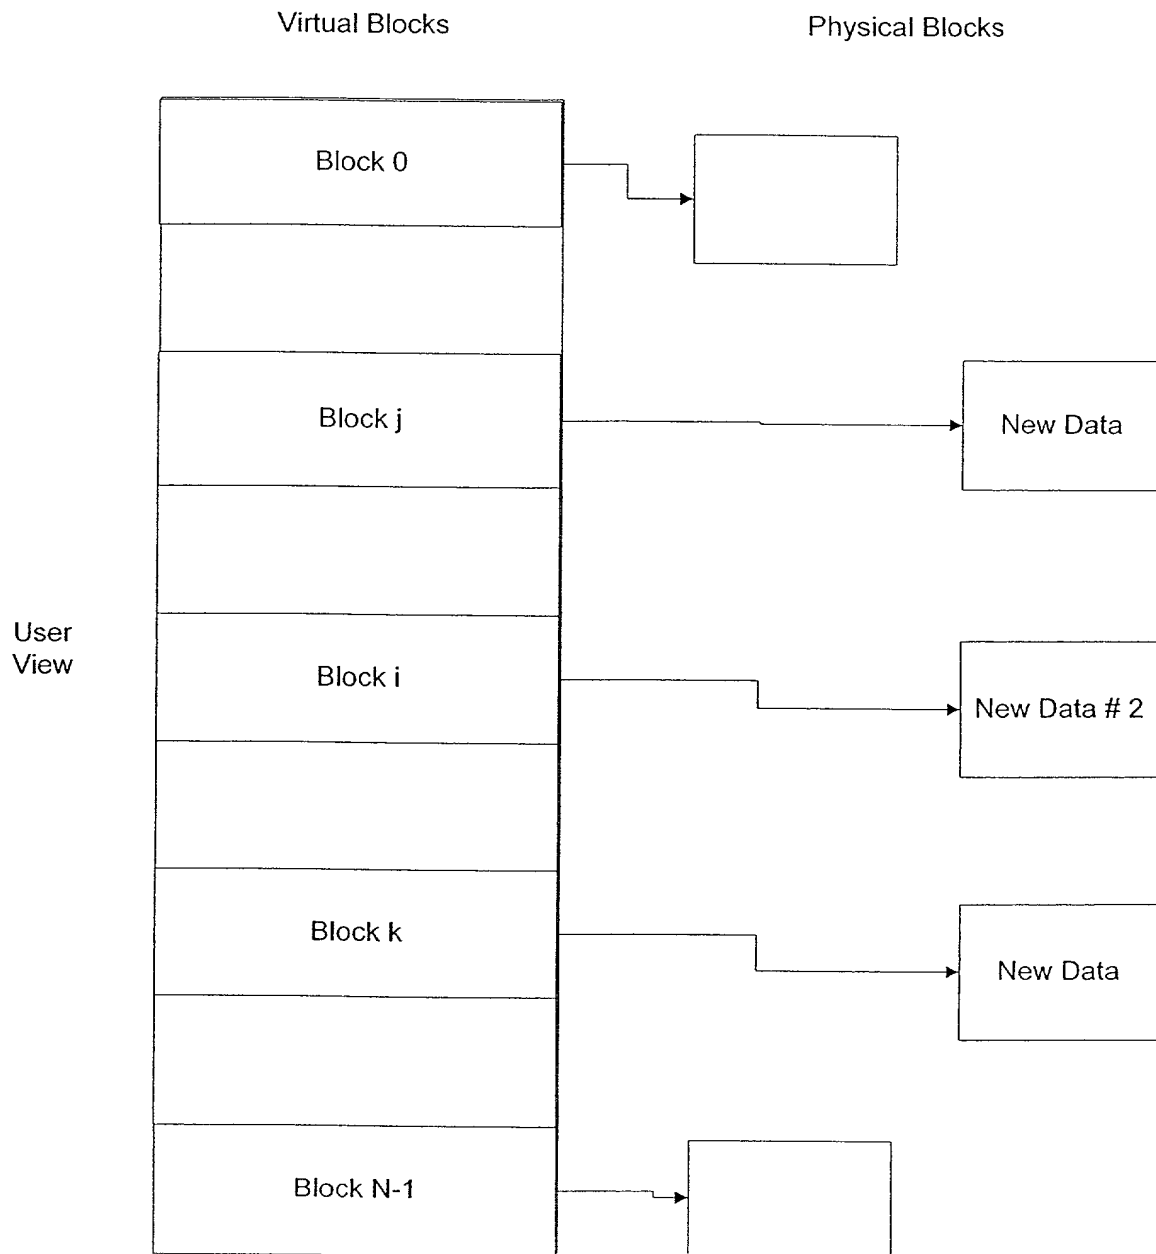 Virtual Blocks
Physical Blocks
Block 0
Block j
New Data
User
View
Block i
New Data # 2
Block k
New Data
Block N-1